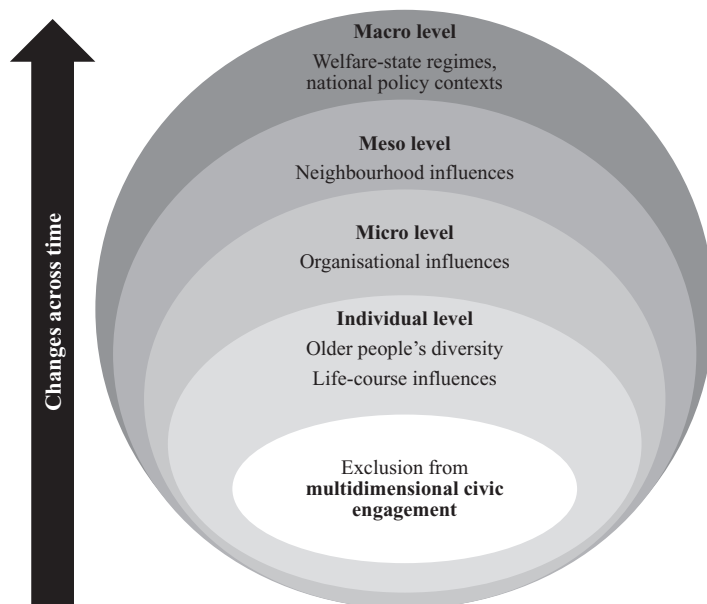 Macro level
Welfare-state regimes,
national policy contexts
Meso level
Neighbourhood influences
Micro level
Organisational influences
Individual level
Older people’s diversity
Life-course influences
Exclusion from
multidimensional civic
engagement
Changes across time